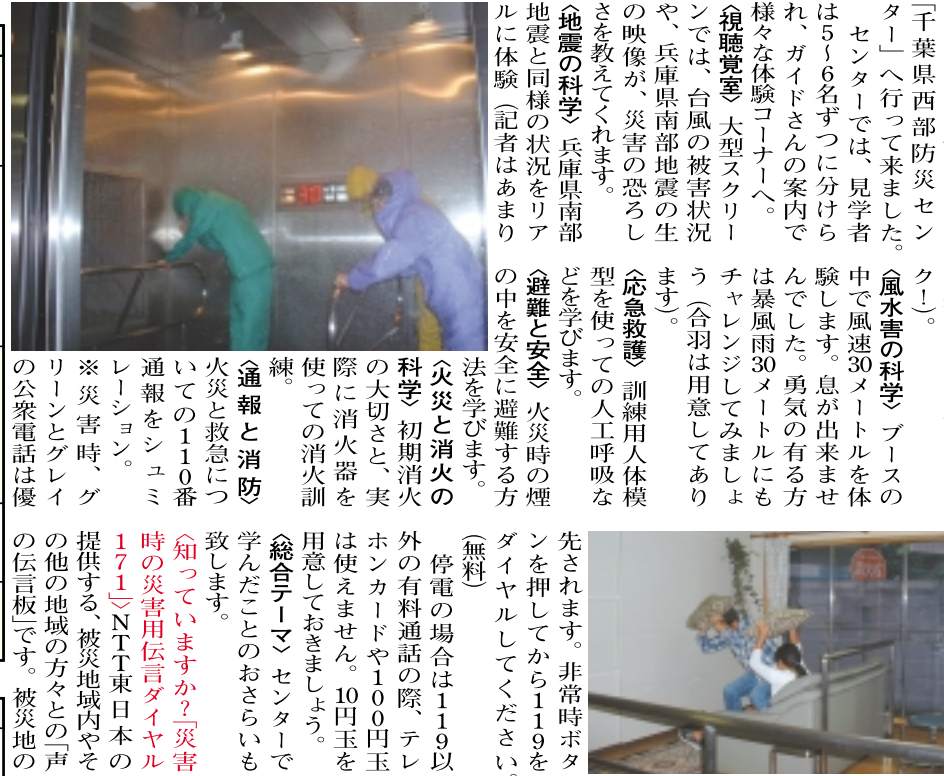 「千葉県西部防災セン
ター」へ行って来ました。
センターでは、見学者
は5〜6名ずつに分けら
れ、ガイドさんの案内で
様々な体験コーナーへ。
〈視聴覚室〉大型スクリー
ンでは、台風の被害状況
や、兵庫県南部地震の生
の映像が、災害の恐ろし
さを教えてくれます。
〈地震の科学〉兵庫県南部
地震と同様の状況をリア
ルに体験（記者はあまり
ク!）。
〈風水害の科学〉ブースの
中で風速30メートルを体
験します。息が出来ませ
んでした。勇気の有る方
は暴風雨30メートルにも
チャレンジしてみましょ
う（合羽は用意してあり
ます）。
〈応急救護〉訓練用人体模
型を使っての人工呼吸な
どを学びます。
〈避難と安全〉火災時の煙
の中を安全に避難する方
法を学びます。
〈火災と消火の
科学〉初期消火
の大切さと、実
際に消火器を
使っての消火訓
練。
〈通報と消防〉
火災と救急につ
いての110番
通報をシュミ
レーション。
※災害時、グ
リーンとグレイ
の公衆電話は優
先されます。非常時ボタ
ンを押してから119を
ダイヤルしてください。
(無料)
停電の場合は119以
外の有料通話の際、テレ
ホンカードや100円玉
は使えません。10円玉を
用意しておきましょう。
〈総合テーマ〉センターで
学んだことのおさらいも
致します。
〈知っていますか?「災害
時の災害用伝言ダイヤル
171」〉NTT東日本の
提供する、被災地域内やそ
の他の地域の方々との「声
の伝言板」です。被災地の